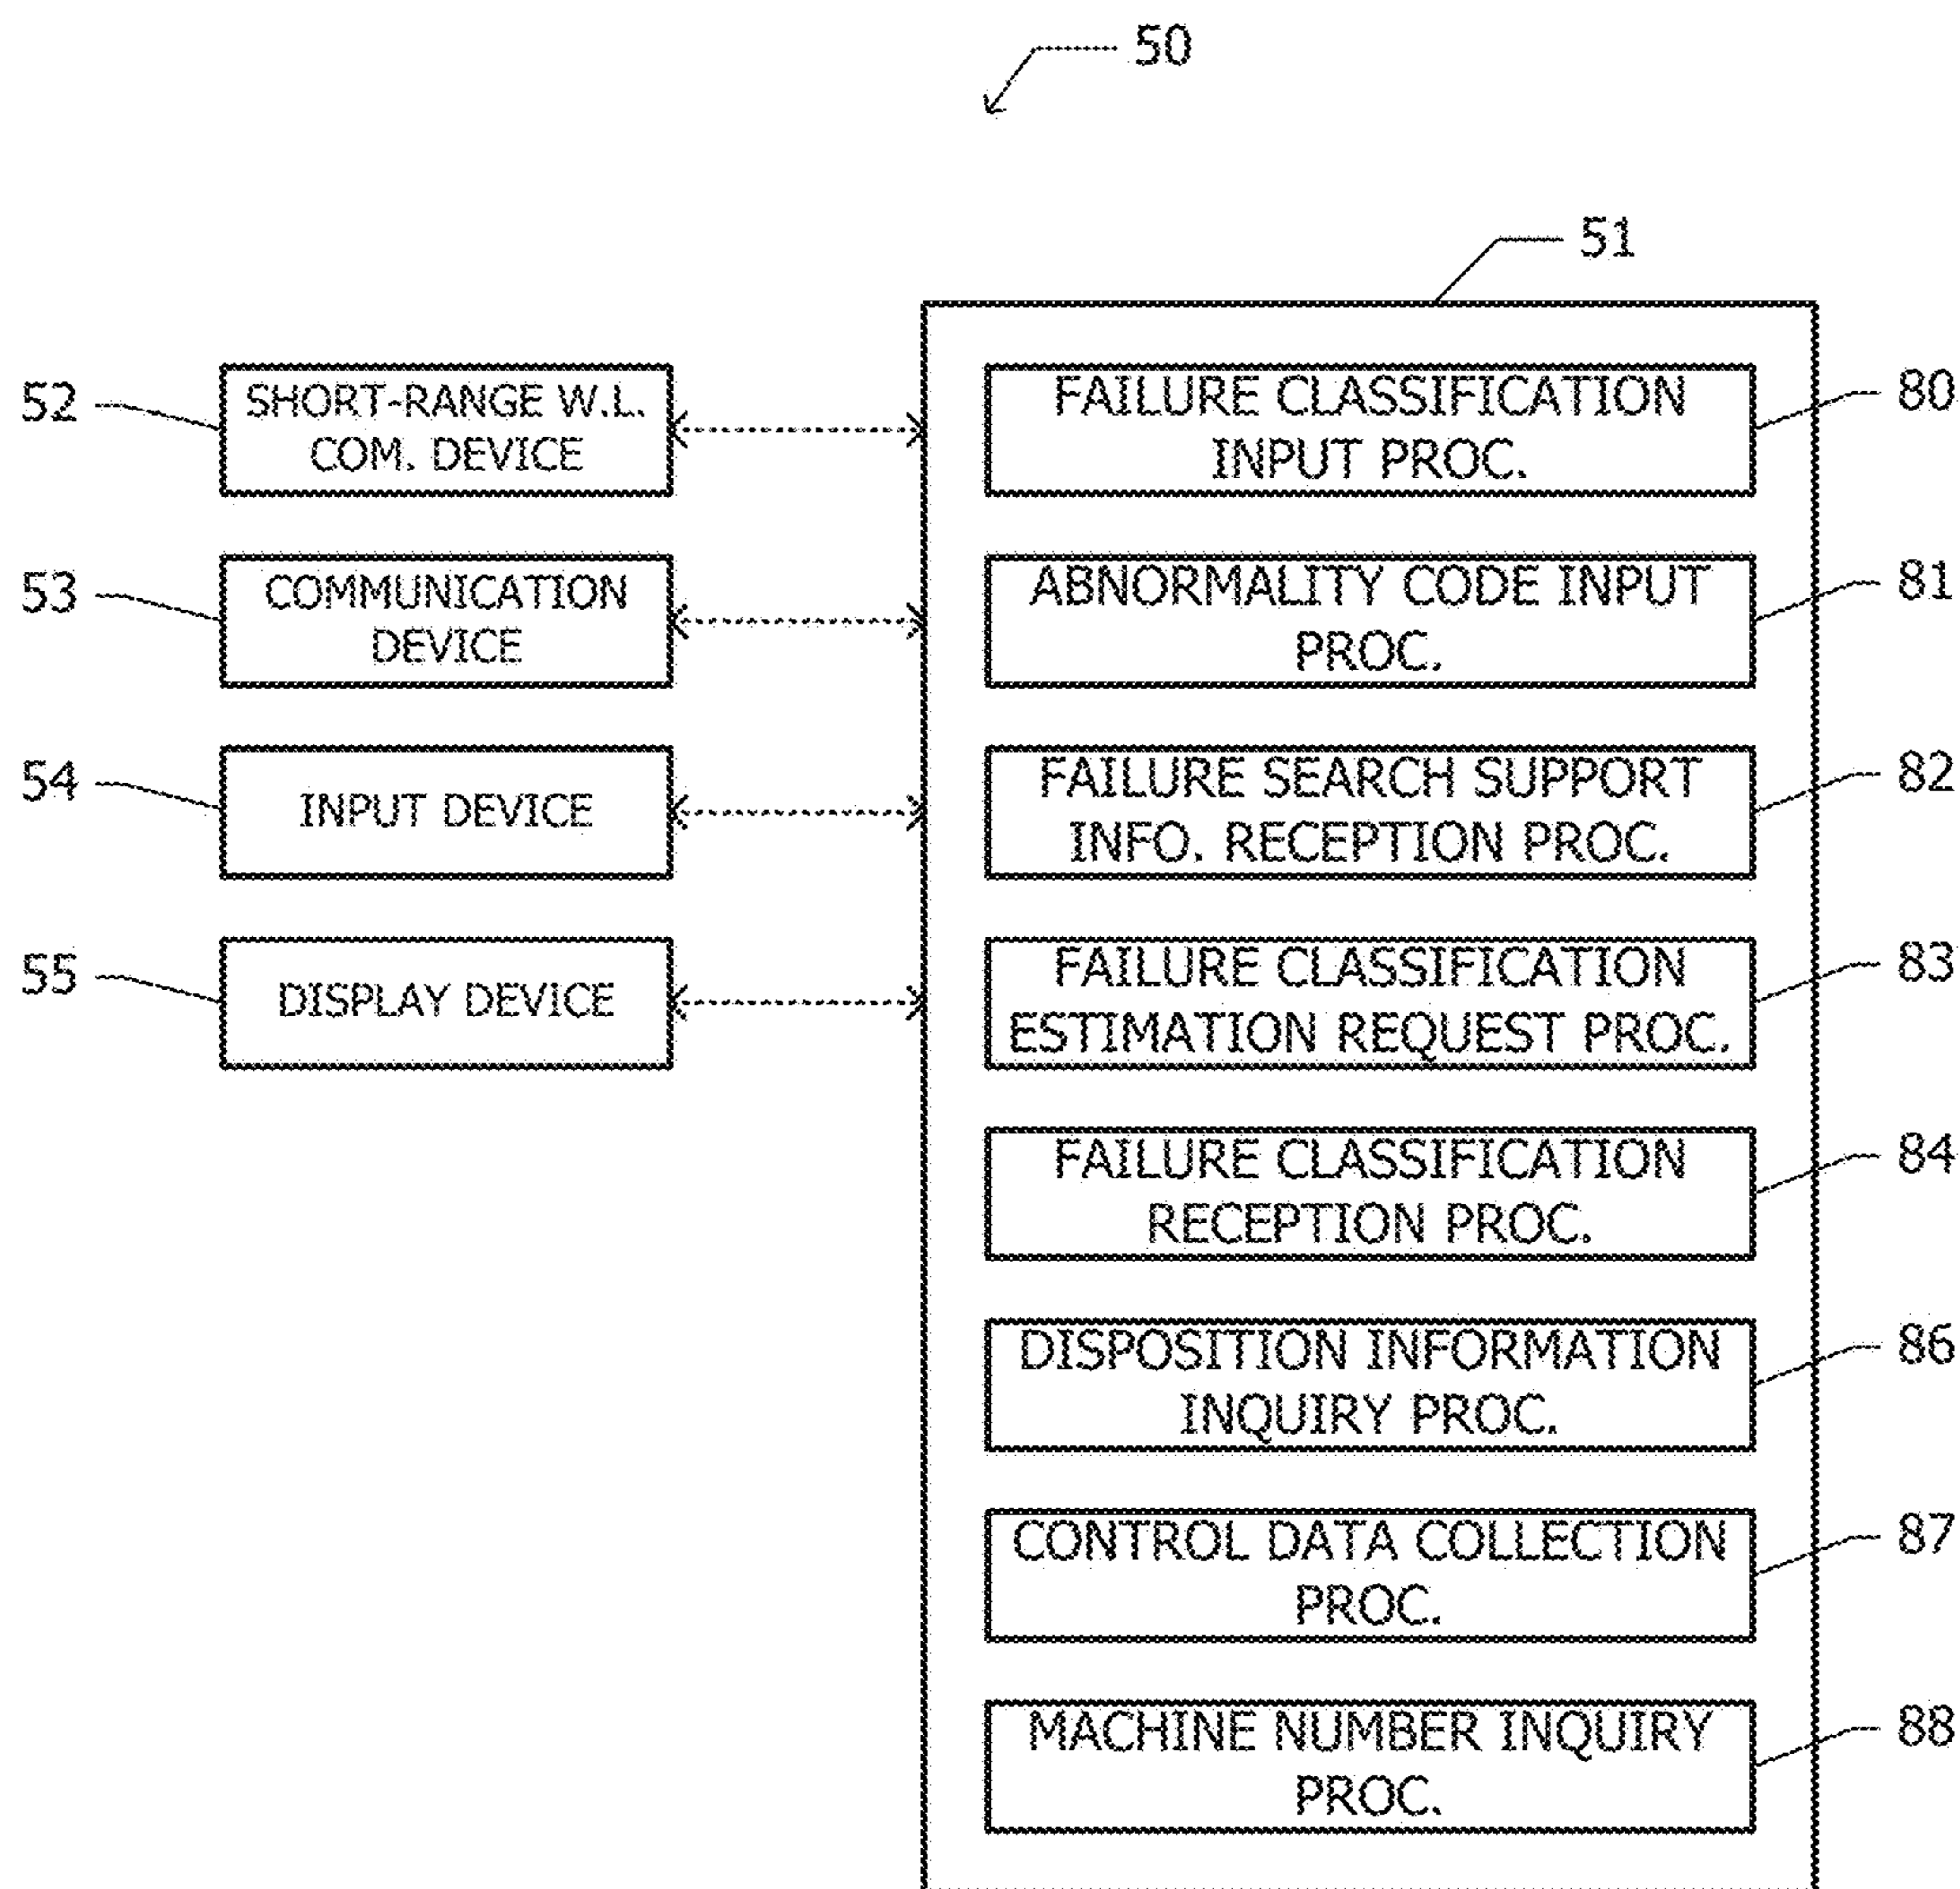 50
51
52
SHORT-RANGE W.L.
COM. DEVICE
53
COMMUNICATION
DEVICE
54
INPUT DEVICE
55
DISPLAY DEVICE
FAILURE CLASSIFICATION
INPUT PROC.
80
ABNORMALITY CODE INPUT
PROC.
81
FAILURE SEARCH SUPPORT
INFO. RECEPTION PROC.
82
FAILURE CLASSIFICATION
ESTIMATION REQUEST PROC.
83
FAILURE CLASSIFICATION
RECEPTION PROC.
84
DISPOSITION INFORMATION
INQUIRY PROC.
86
CONTROL DATA COLLECTION
PROC.
87
MACHINE NUMBER INQUIRY
PROC.
88